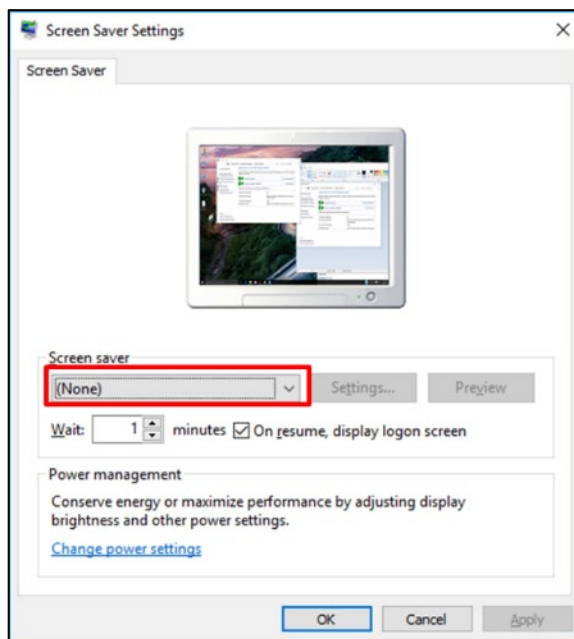 Screen Saver Settings
Screen Saver
Screen saver
(None)
Settings...
Preview
Wait: 1 minutes On resume, display logon screen
Power management
Conserve energy or maximize performance by adjusting display
brightness and other power settings.
Change power settings
OK
Cancel
Apply